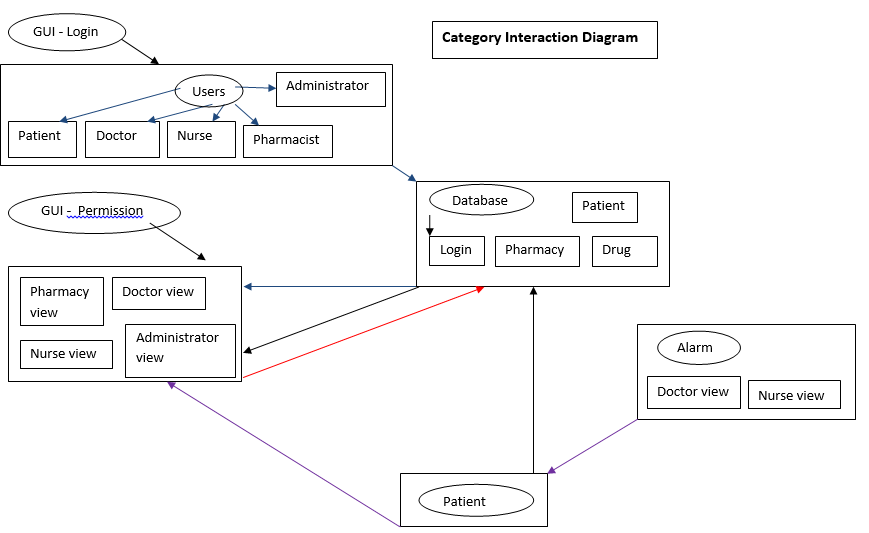 GUI - Login
Category Interaction Diagram
Users
Administrator
Patient
Doctor
Nurse
Pharmacist
GUI - Permission
Database
Patient
Login
Pharmacy
Drug
Pharmacy
view
Doctor view
Nurse view
Administrator
view
Alarm
Doctor view
Nurse view
Patient